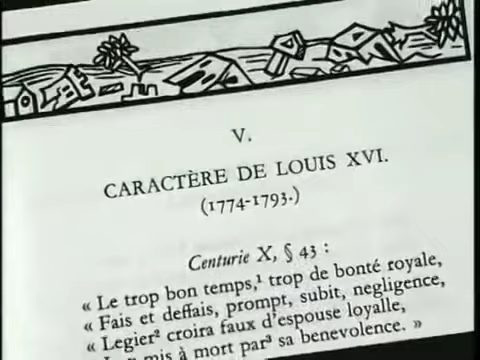 V.
CARACTÈRE DE LOUIS XVI.
(1774-1793.)
Centurie X, § 43 :
« Le trop bon temps,¹ trop de bonté royale,
« Fais et deffais, prompt, subit, negligence,
« Legier² croira faux d'espouse loyalle,
mis à mort par³ sa benevolence. »